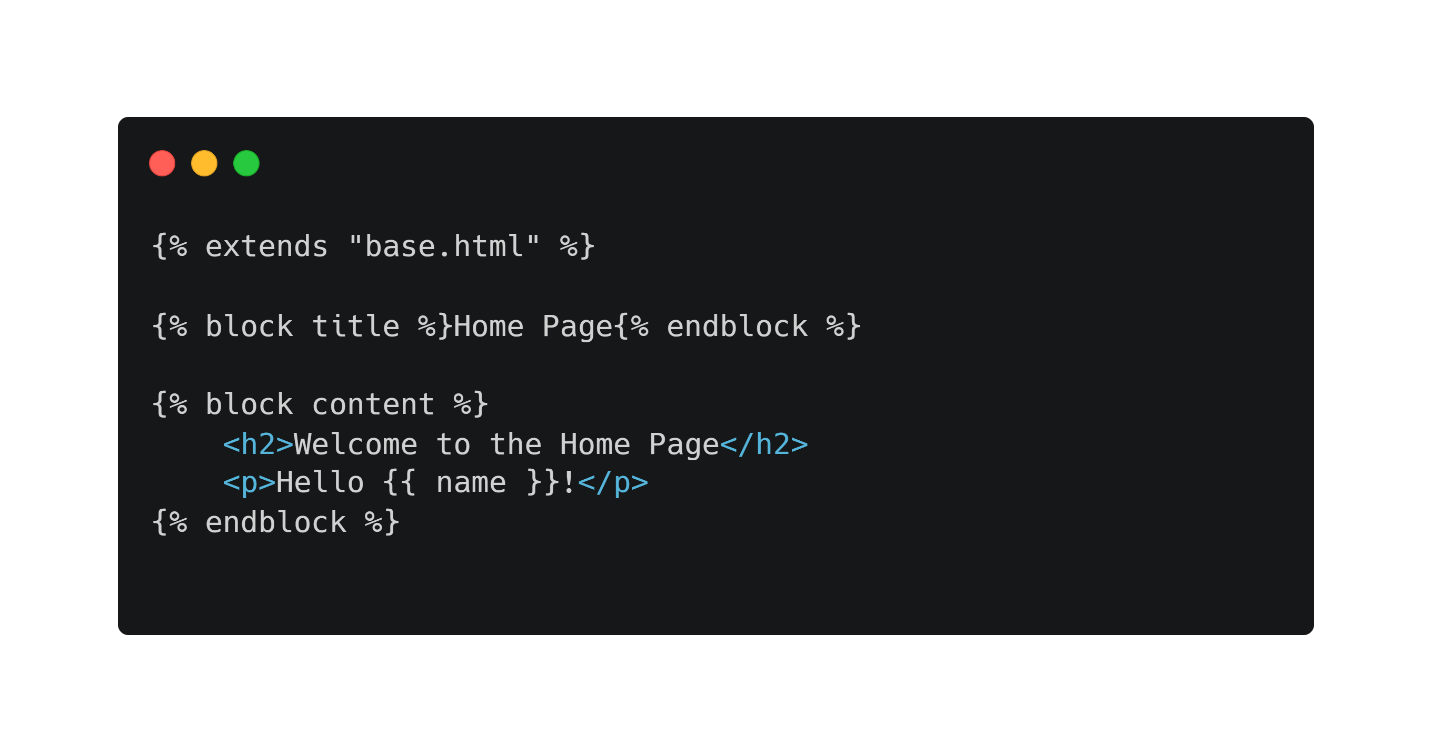 {% extends "base.html" %}
{% block title %}Home Page{% endblock %}
{% block content %}
<h2>Welcome to the Home Page</h2>
<p>Hello {{ name }}!</p>
{% endblock %}